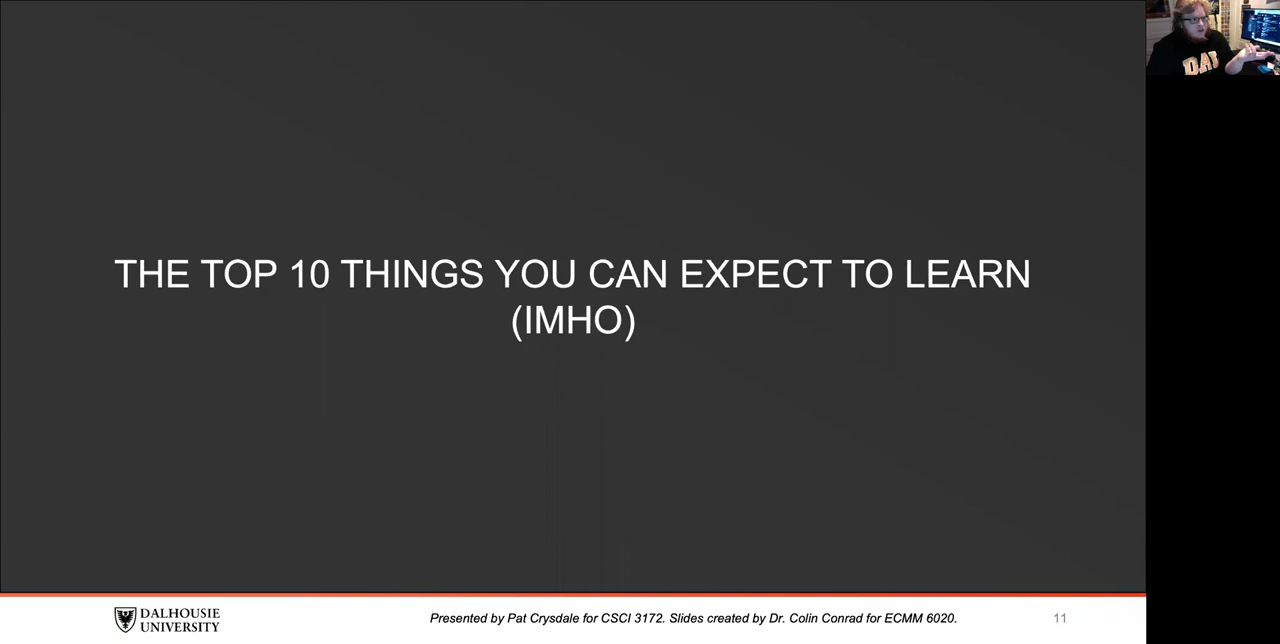 THE TOP 10 THINGS YOU CAN EXPECT TO LEARN
(IMHO)
DAL
DALHOUSIE
UNIVERSITY
Presented by Pat Crysdale for CSCI 3172. Slides created by Dr. Colin Conrad for ECMM 6020.
11